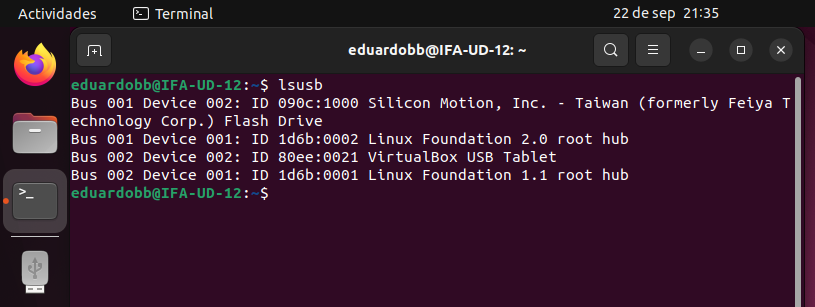 Actividades
Terminal
22 de sep 21:35
eduardobb@IFA-UD-12: ~
eduardobb@IFA-UD-12:~$ lsusb
Bus 001 Device 002: ID 090c:1000 Silicon Motion, Inc. - Taiwan (formerly Feiya T
echnology Corp.) Flash Drive
Bus 001 Device 001: ID 1d6b:0002 Linux Foundation 2.0 root hub
Bus 002 Device 002: ID 80ee:0021 VirtualBox USB Tablet
Bus 002 Device 001: ID 1d6b:0001 Linux Foundation 1.1 root hub
eduardobb@IFA-UD-12:~$